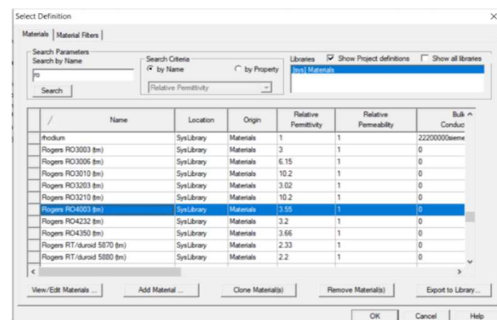 Select Definition
Materials Material Filters
Search Parameters
Search by Name
ro
Search
Search Criteria
by Name by Property
Relative Permittivity
Libraries Show Project definitions Show all libraries
[sys] Materials
/ Name Location Origin Relative Permittivity Relative Permeability Bulk Conduct
rhodium SysLibrary Materials 1 1 22200000sieme
Rogers RO3003 (tm) SysLibrary Materials 3 1 0
Rogers RO3006 (tm) SysLibrary Materials 6.15 1 0
Rogers RO3010 (tm) SysLibrary Materials 10.2 1 0
Rogers RO3203 (tm) SysLibrary Materials 3.02 1 0
Rogers RO3210 (tm) SysLibrary Materials 10.2 1 0
Rogers RO4003 (tm) SysLibrary Materials 3.55 1 0
Rogers RO4232 (tm) SysLibrary Materials 3.2 1 0
Rogers RO4350 (tm) SysLibrary Materials 3.66 1 0
Rogers RT/duroid 5870 (tm) SysLibrary Materials 2.33 1 0
Rogers RT/duroid 5880 (tm) SysLibrary Materials 2.2 1 0
View/Edit Materials ... Add Material ... Clone Material(s) Remove Material(s) Export to Library...
OK Cancel Help